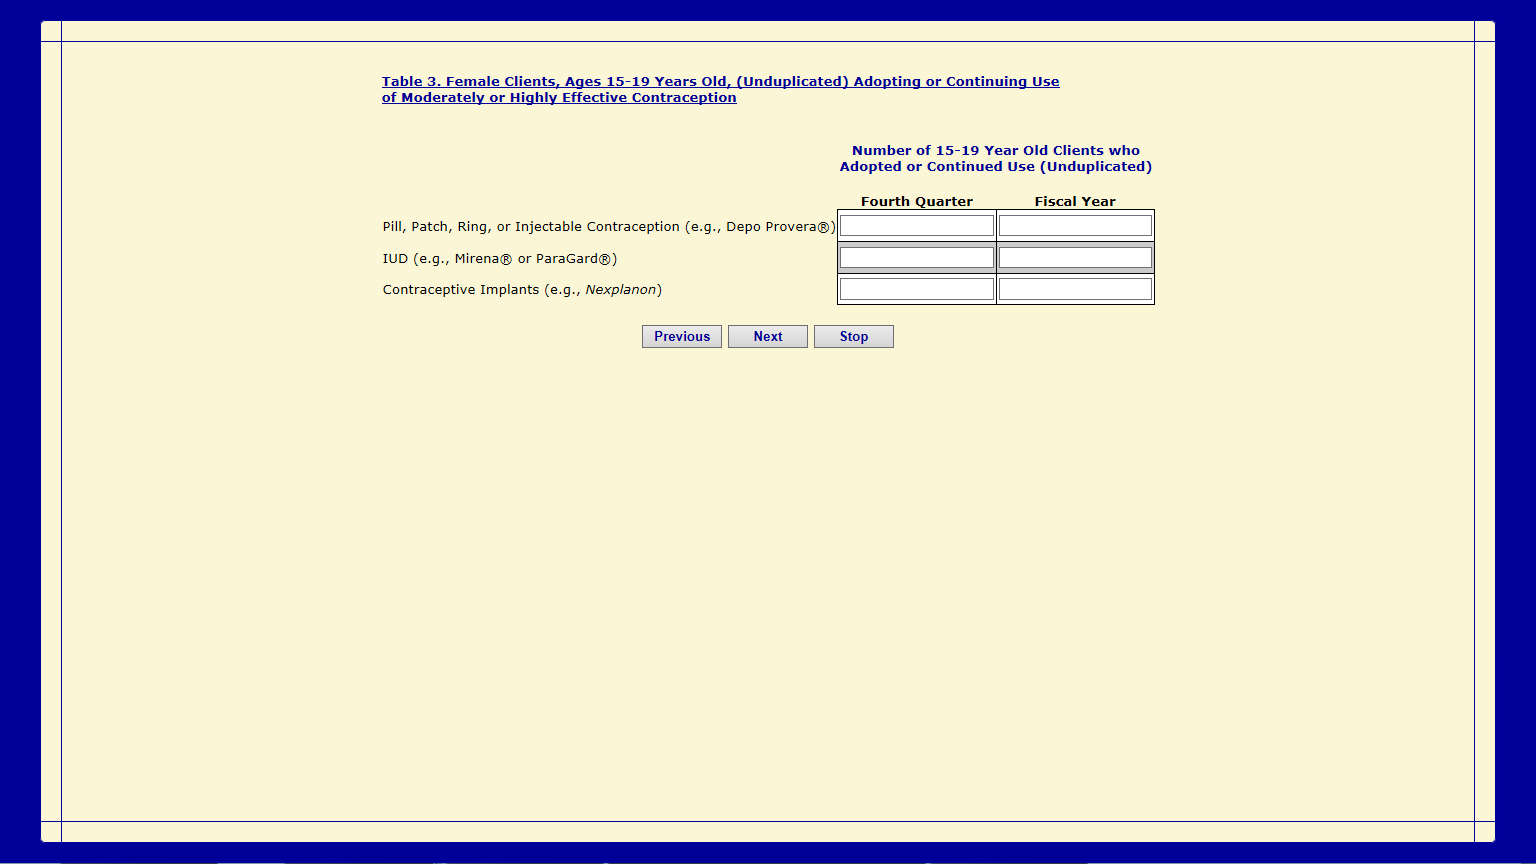 Table 3. Female Clients, Ages 15-19 Years Old, (Unduplicated) Adopting or Continuing Use
of Moderately or Highly Effective Contraception
Number of 15-19 Year Old Clients who
Adopted or Continued Use (Unduplicated)
Fourth Quarter Fiscal Year
Pill, Patch, Ring, or Injectable Contraception (e.g., Depo Provera®)
IUD (e.g., Mirena® or ParaGard®)
Contraceptive Implants (e.g., Nexplanon)
Previous Next Stop